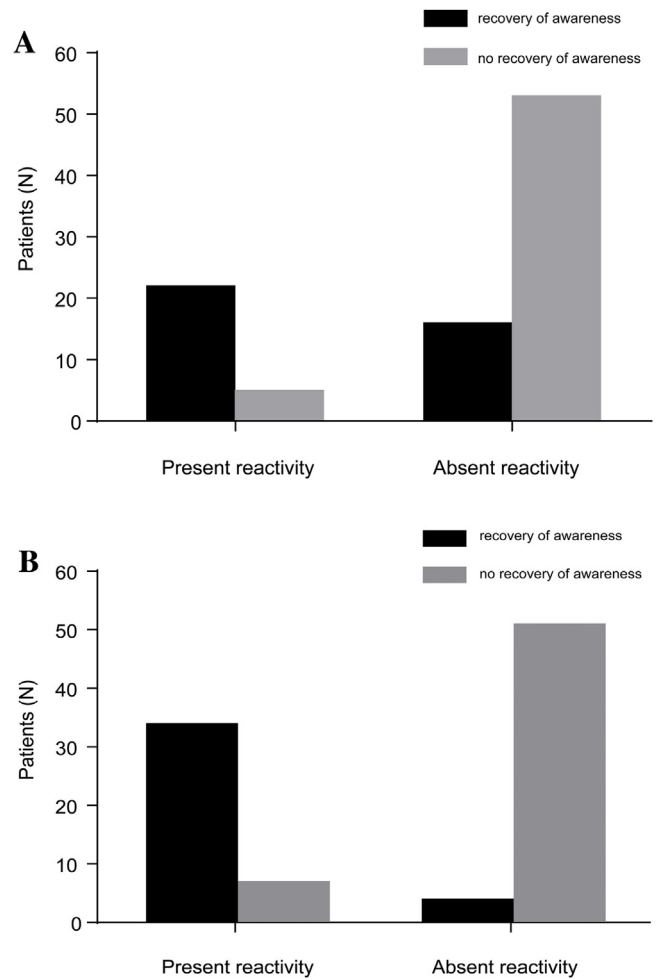 A
recovery of awareness
no recovery of awareness
60
50
40
30
20
10
0
Patients (N)
Present reactivity
Absent reactivity
B
recovery of awareness
no recovery of awareness
60
50
40
30
20
10
0
Patients (N)
Present reactivity
Absent reactivity